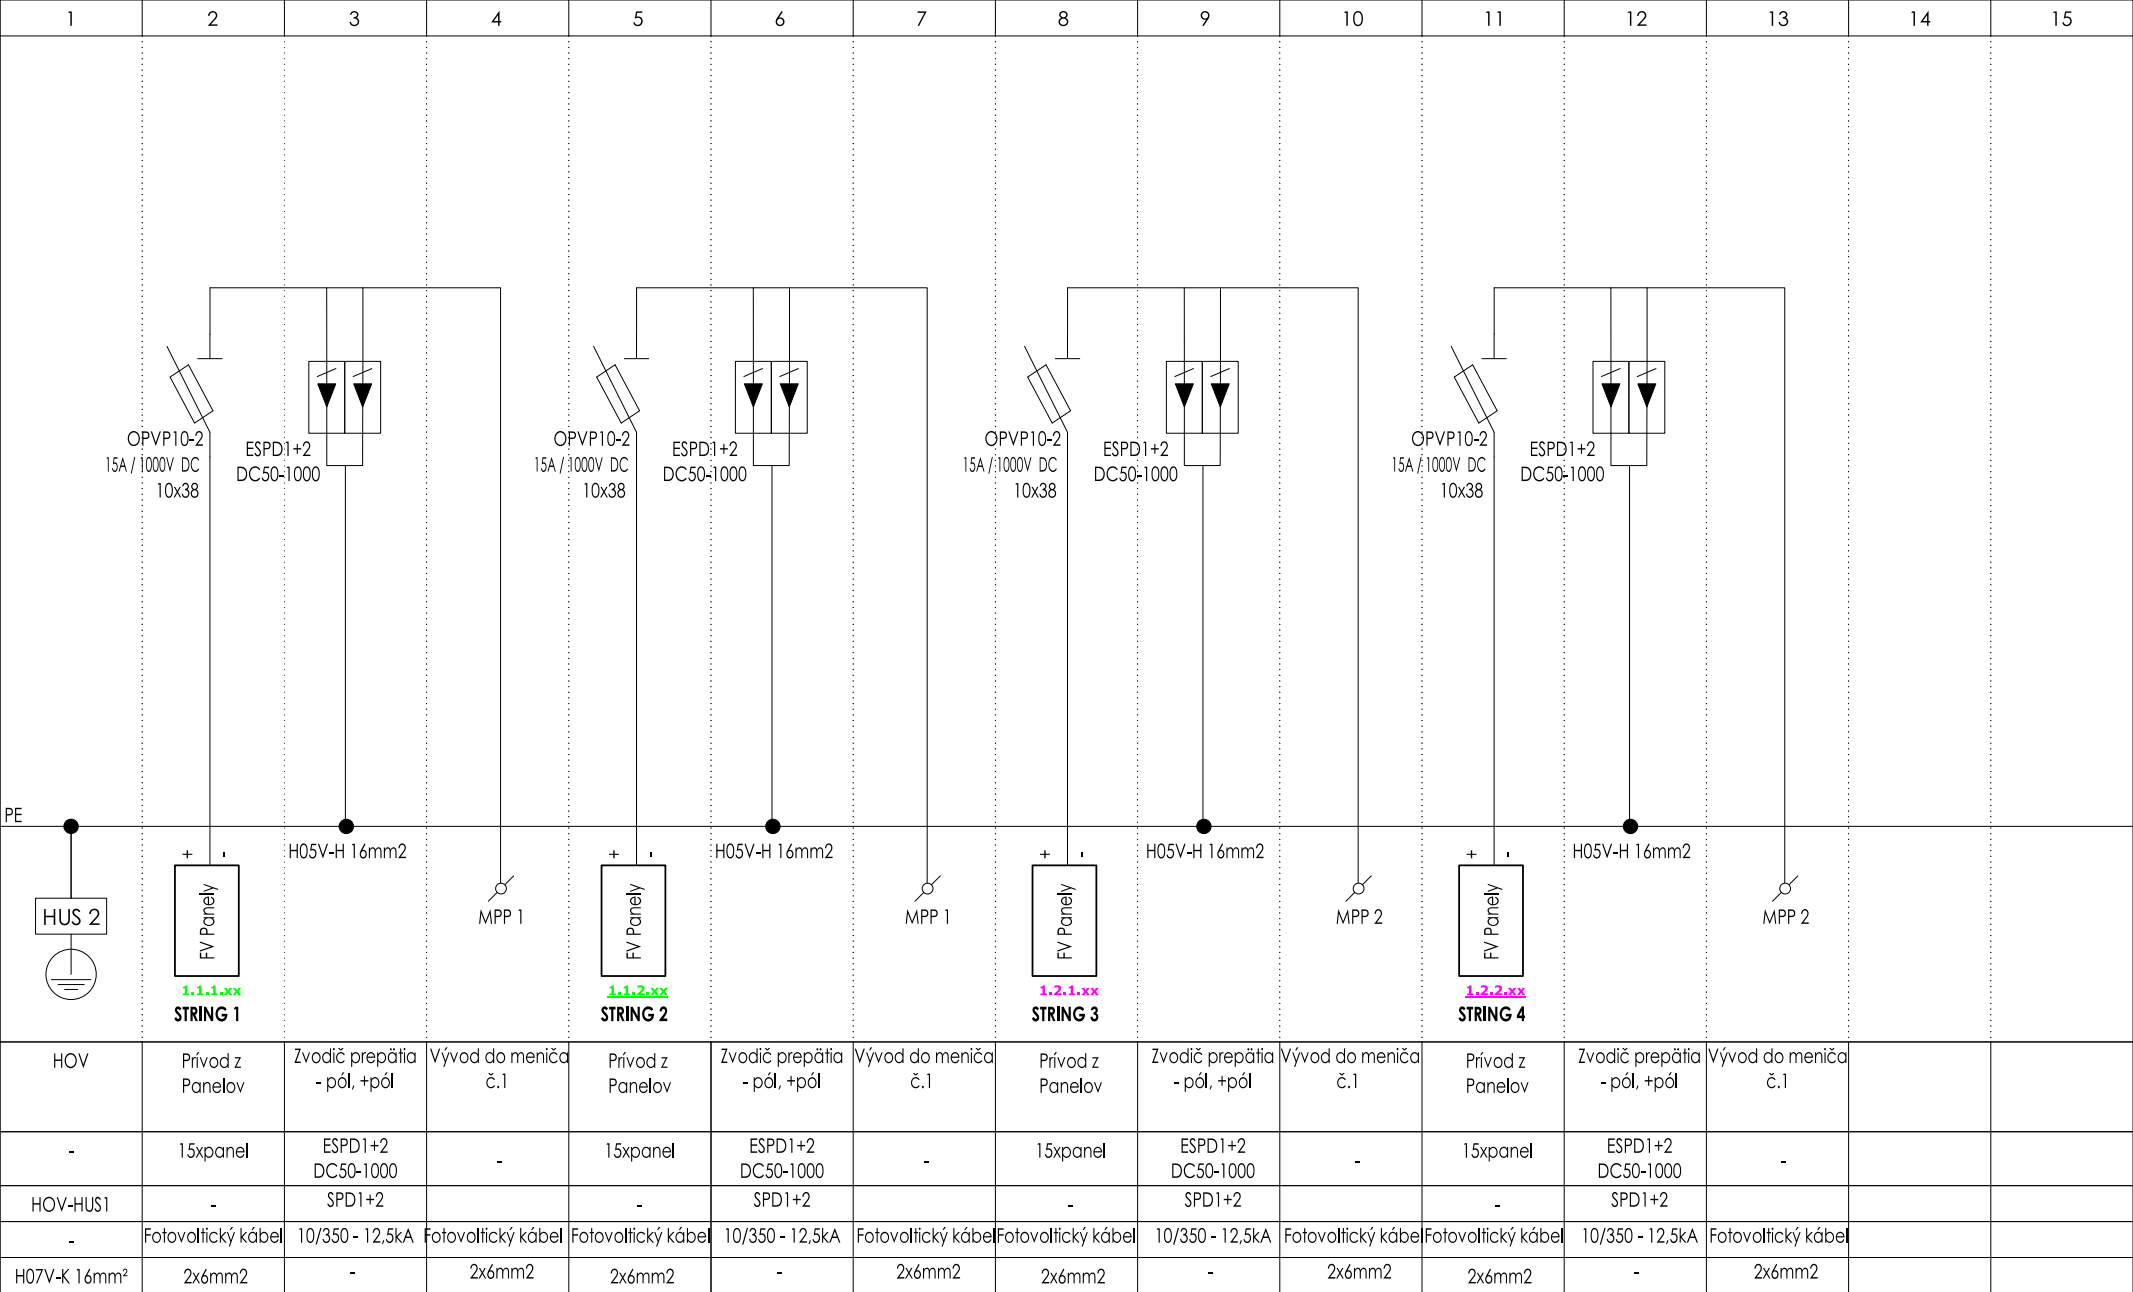 1 2 3 4 5 6 7 8 9 10 11 12 13 14 15
OPVP10-2
15A / 1000V DC
10x38
ESPD1+2
DC50-1000
OPVP10-2
15A / 1000V DC
10x38
ESPD1+2
DC50-1000
OPVP10-2
15A / 1000V DC
10x38
ESPD1+2
DC50-1000
OPVP10-2
15A / 1000V DC
10x38
ESPD1+2
DC50-1000
PE
HUS 2
+ -
FV Panely
1.1.1.xx
STRING 1
H05V-H 16mm2
MPP 1
+ -
FV Panely
1.1.2.xx
STRING 2
H05V-H 16mm2
MPP 1
+ -
FV Panely
1.2.1.xx
STRING 3
H05V-H 16mm2
MPP 2
+ -
FV Panely
1.2.2.xx
STRING 4
H05V-H 16mm2
MPP 2
HOV
Prívod z
Panelov
Zvodič prepätia
- pól, +pól
Vývod do meniča
č.1
Prívod z
Panelov
Zvodič prepätia
- pól, +pól
Vývod do meniča
č.1
Prívod z
Panelov
Zvodič prepätia
- pól, +pól
Vývod do meniča
č.1
Prívod z
Panelov
Zvodič prepätia
- pól, +pól
Vývod do meniča
č.1
-
15xpanel
ESPD1+2
DC50-1000
-
15xpanel
ESPD1+2
DC50-1000
-
15xpanel
ESPD1+2
DC50-1000
-
15xpanel
ESPD1+2
DC50-1000
-
HOV-HUS1 - SPD1+2 - SPD1+2 - SPD1+2 - SPD1+2
- Fotovoltický kábel 10/350 - 12,5kA Fotovoltický kábel Fotovoltický kábel 10/350 - 12,5kA Fotovoltický kábel Fotovoltický kábel 10/350 - 12,5kA Fotovoltický kábel Fotovoltický kábel 10/350 - 12,5kA Fotovoltický kábel
H07V-K 16mm² 2x6mm2 - 2x6mm2 2x6mm2 - 2x6mm2 2x6mm2 - 2x6mm2 2x6mm2 - 2x6mm2